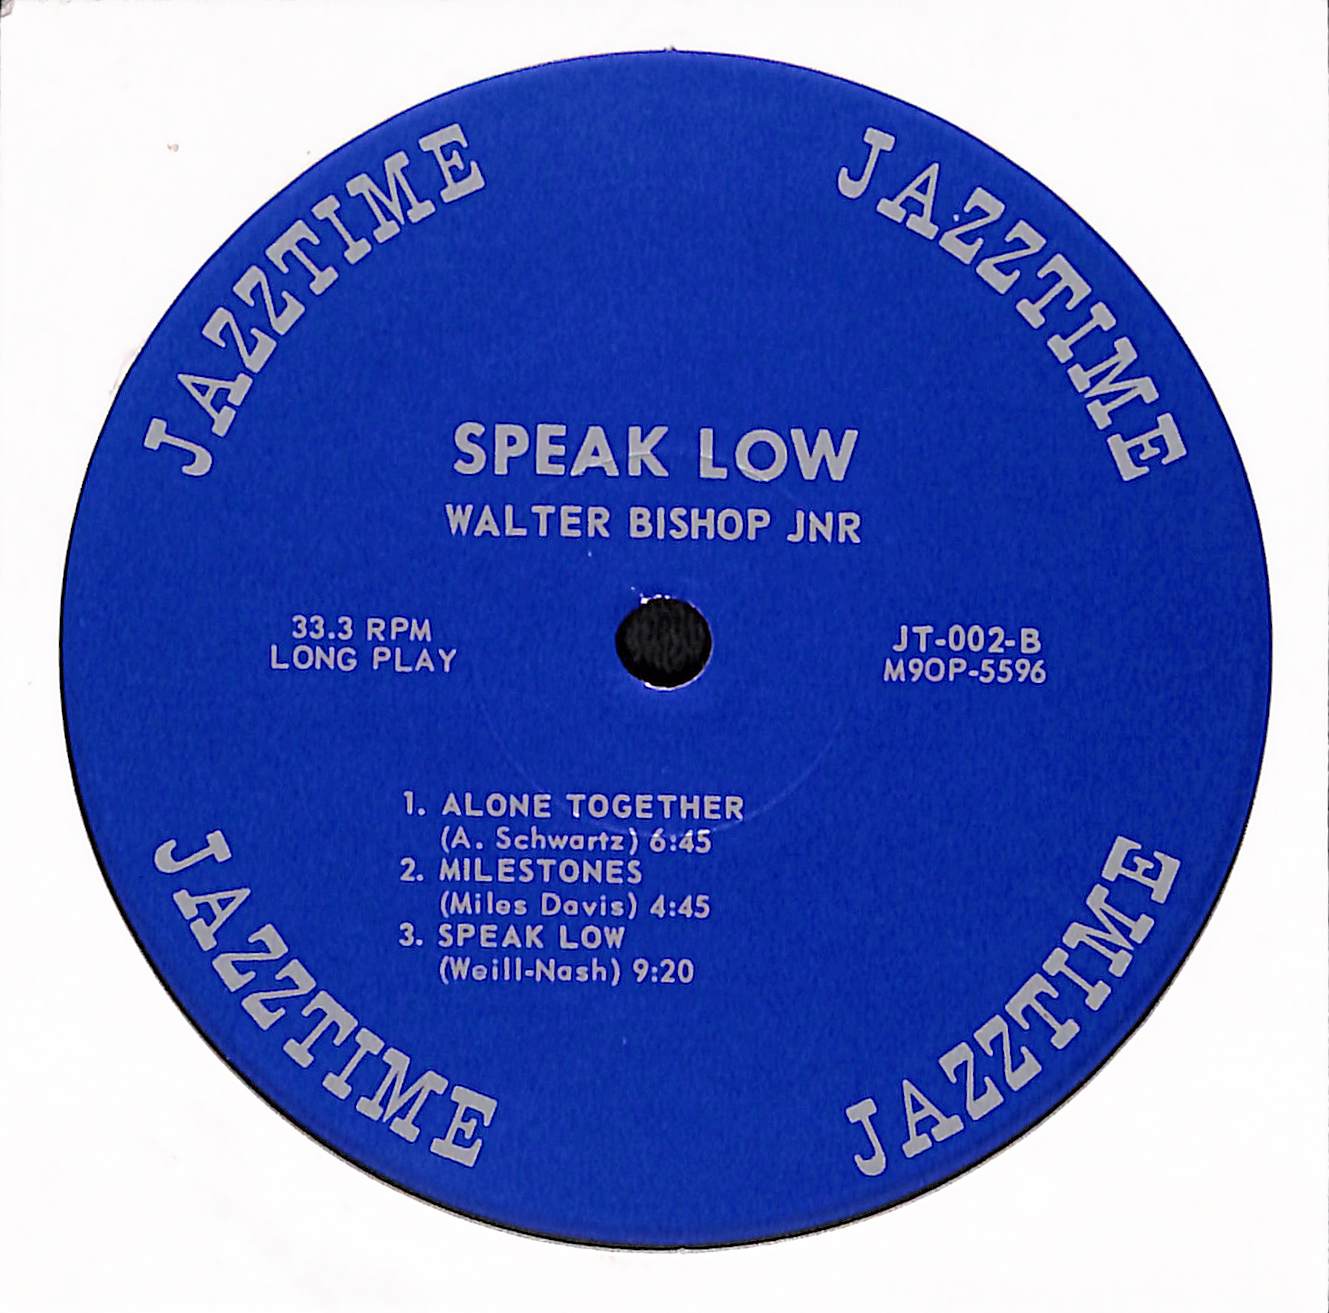 JAZZTIME
JAZZTIME
SPEAK LOW
WALTER BISHOP JNR
33.3 RPM
LONG PLAY
JT-002-B
M9OP-5596
1. ALONE TOGETHER
(A. Schwartz) 6:45
2. MILESTONES
(Miles Davis) 4:45
3. SPEAK LOW
(Weill-Nash) 9:20
JAZZTIME
JAZZTIME